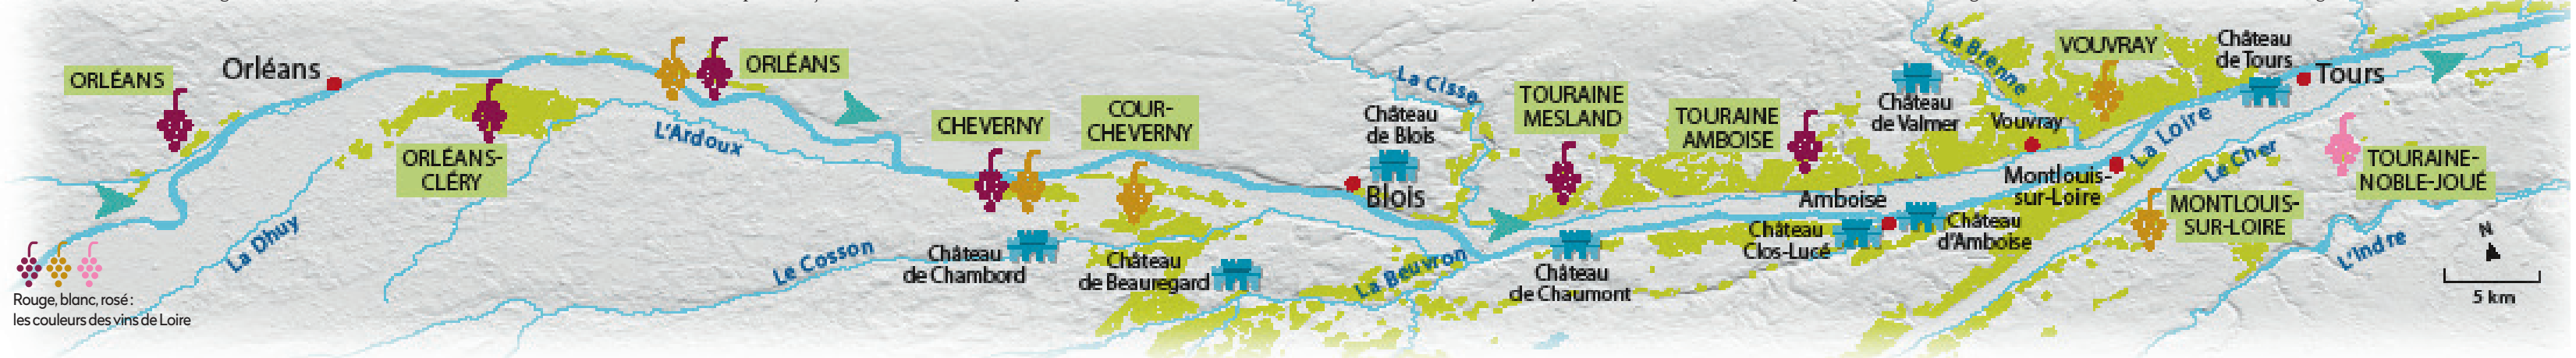 ORLÉANS
Orléans
ORLÉANS-
CLÉRY
ORLÉANS
L'Ardoux
La Dhuy
Rouge, blanc, rosé :
les couleurs des vins de Loire
CHEVERNY
COUR-
CHEVERNY
Le Cosson
Château
de Chambord
Château
de Beauregard
La Cisse
Château
de Blois
Blois
La Beuvron
TOURAINE
MESLAND
Château
de Chaumont
TOURAINE
AMBOISE
Amboise
Château
Clos-Lucé
Château
d'Amboise
La Brenne
Château
de Valmer
Vouvray
VOUVRAY
Montlouis-
sur-Loire
Château
de Tours
Tours
La Loire
Le Cher
MONTLOUIS-
SUR-LOIRE
TOURAINE-
NOBLE-JOUÉ
L'Indre
N
5 km